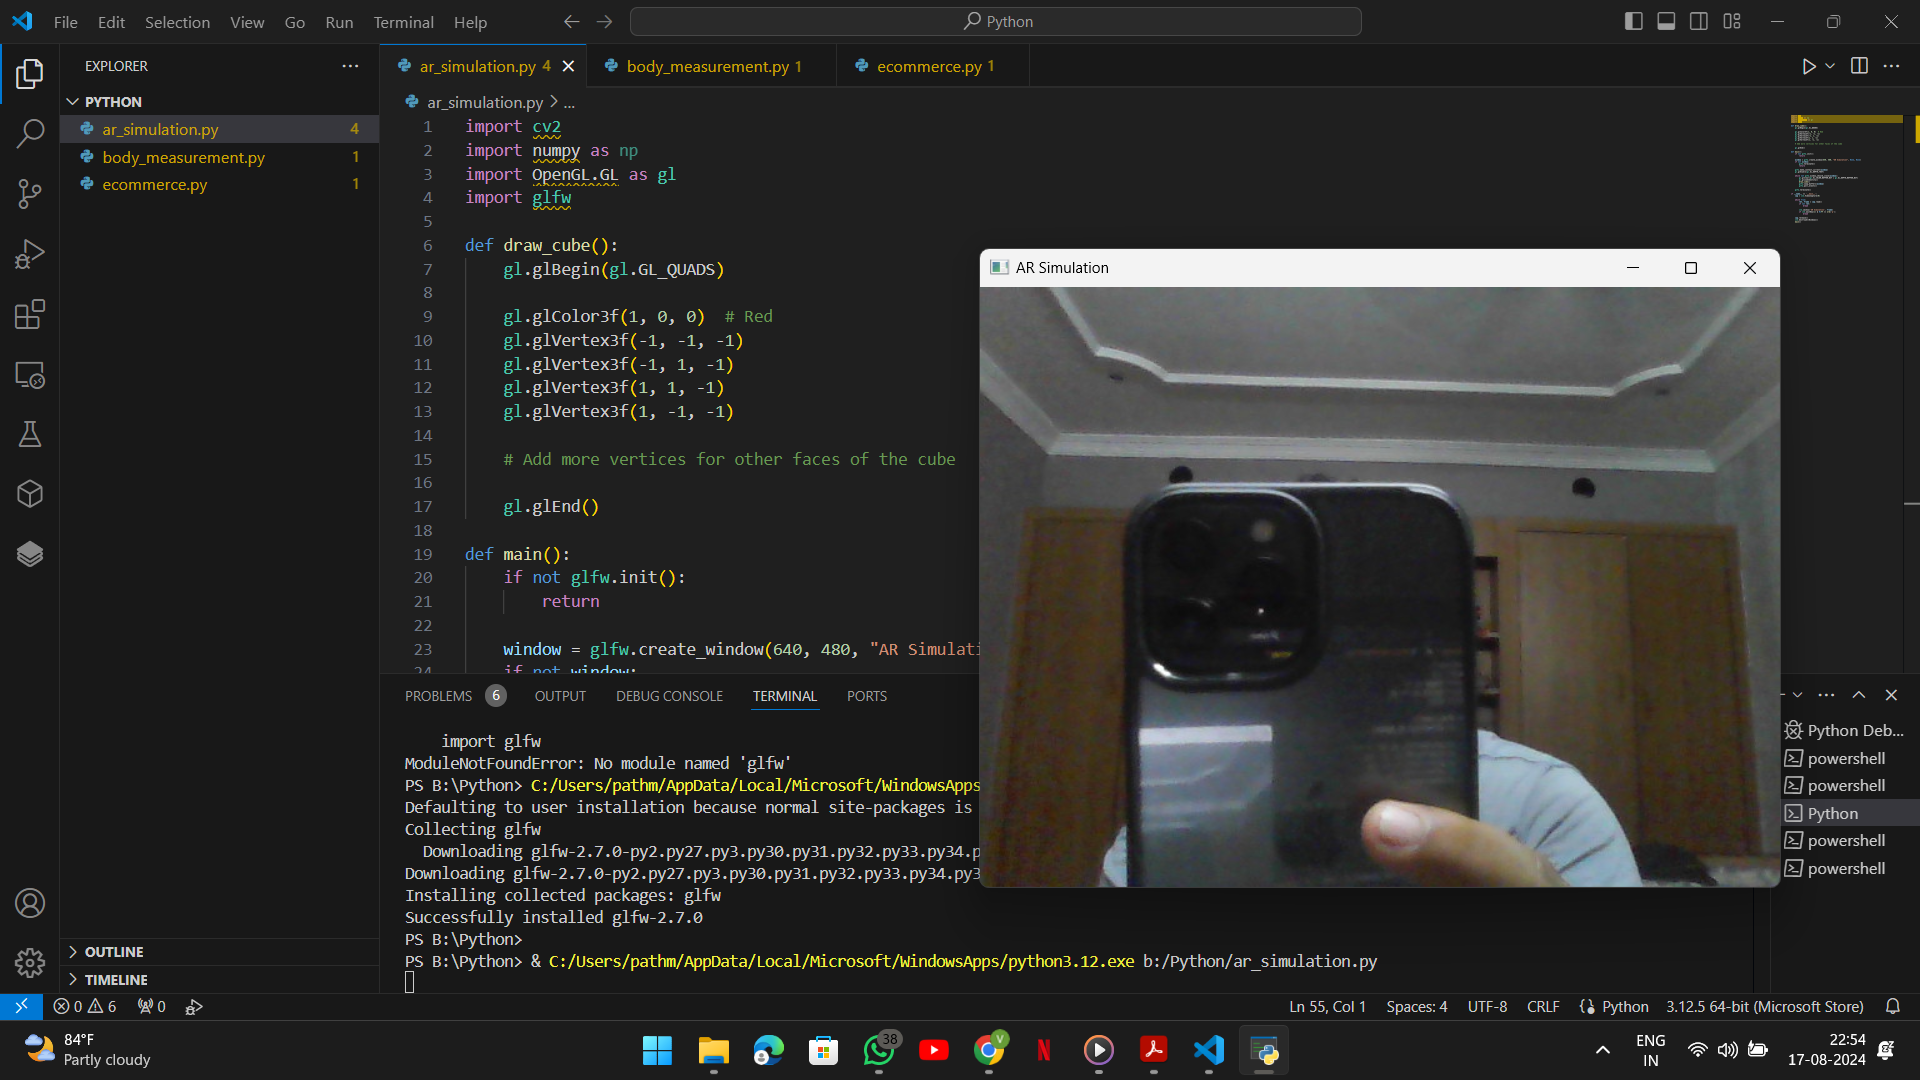 File Edit Selection View Go Run Terminal Help
Python
EXPLORER
PYTHON
ar_simulation.py 4
body_measurement.py 1
ecommerce.py 1
OUTLINE
TIMELINE
ar_simulation.py 4
body_measurement.py 1
ecommerce.py 1
ar_simulation.py > ...
1 import cv2
2 import numpy as np
3 import OpenGL.GL as gl
4 import glfw
5
6 def draw_cube():
7 gl.glBegin(gl.GL_QUADS)
8
9 gl.glColor3f(1, 0, 0) # Red
10 gl.glVertex3f(-1, -1, -1)
11 gl.glVertex3f(-1, 1, -1)
12 gl.glVertex3f(1, 1, -1)
13 gl.glVertex3f(1, -1, -1)
14
15 # Add more vertices for other faces of the cube
16
17 gl.glEnd()
18
19 def main():
20 if not glfw.init():
21 return
22
23 window = glfw.create_window(640, 480, "AR Simulati
24 if not window:
AR Simulation
PROBLEMS 6 OUTPUT DEBUG CONSOLE TERMINAL PORTS
import glfw
ModuleNotFoundError: No module named 'glfw'
PS B:\Python> C:/Users/pathm/AppData/Local/Microsoft/WindowsApps
Defaulting to user installation because normal site-packages is
Collecting glfw
Downloading glfw-2.7.0-py2.py27.py3.py30.py31.py32.py33.py34.p
Downloading glfw-2.7.0-py2.py27.py3.py30.py31.py32.py33.py34.py3
Installing collected packages: glfw
Successfully installed glfw-2.7.0
PS B:\Python>
PS B:\Python> & C:/Users/pathm/AppData/Local/Microsoft/WindowsApps/python3.12.exe b:/Python/ar_simulation.py
Python Deb...
powershell
powershell
Python
powershell
powershell
0 6 0
Ln 55, Col 1 Spaces: 4 UTF-8 CRLF Python 3.12.5 64-bit (Microsoft Store)
84°F
Partly cloudy
38
V
ENG
IN
22:54
17-08-2024